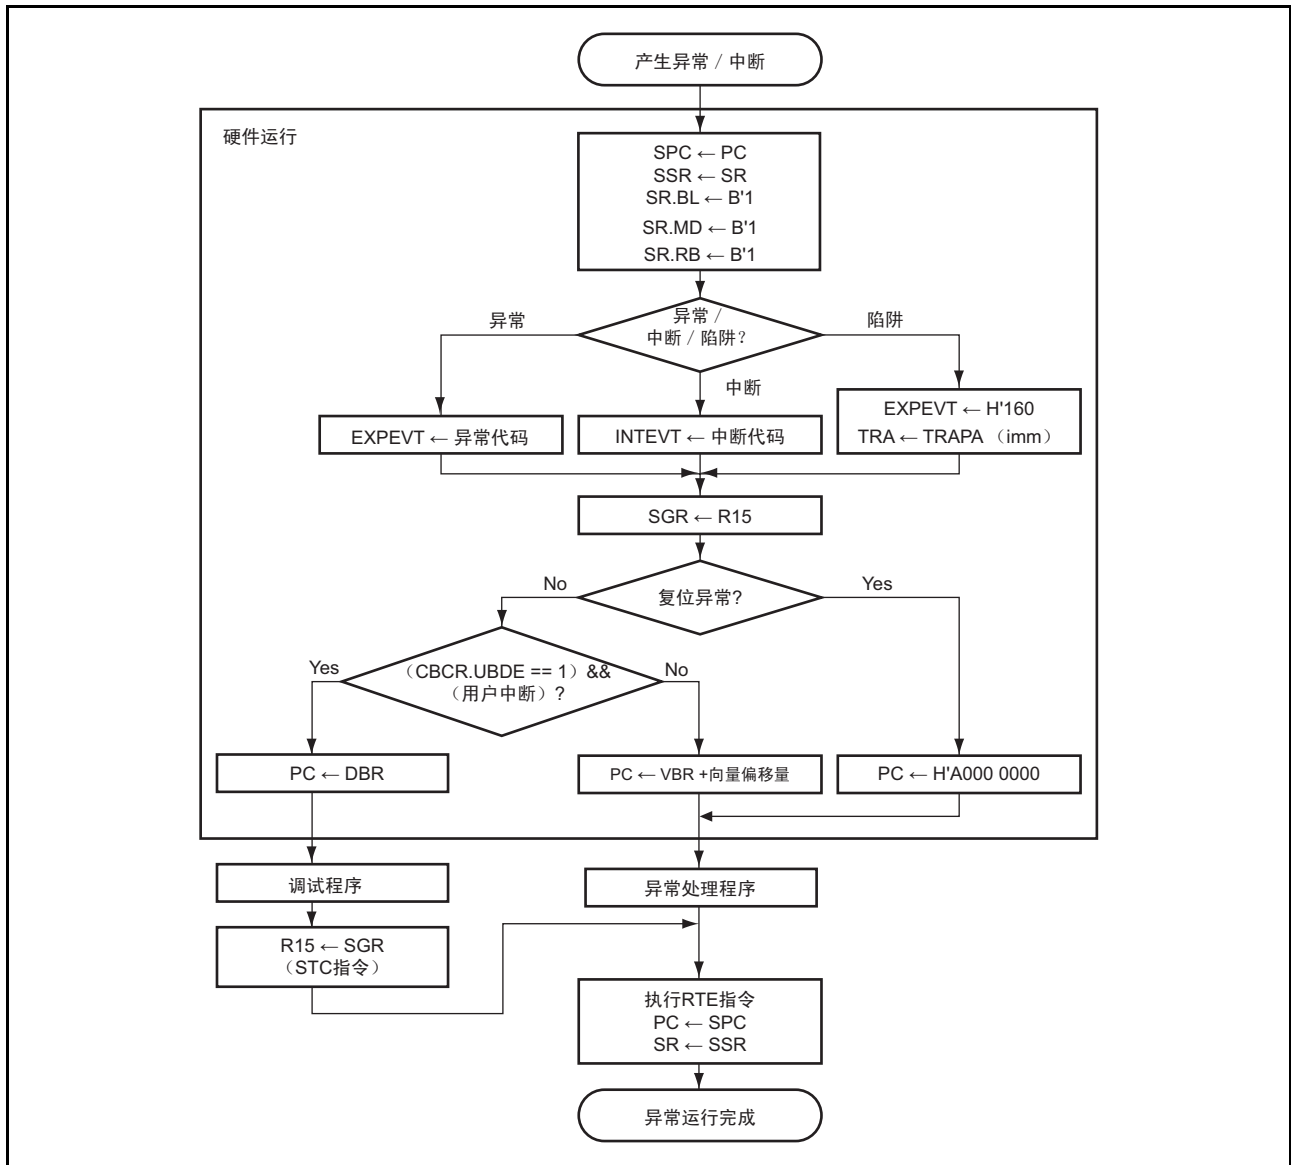 产生异常 / 中断
硬件运行
SPC ← PC
SSR ← SR
SR.BL ← B'1
SR.MD ← B'1
SR.RB ← B'1
异常 /
中断 / 陷阱？
异常
陷阱
中断
EXPEVT ← 异常代码
INTEVT ← 中断代码
EXPEVT ← H'160
TRA ← TRAPA （imm）
SGR ← R15
复位异常?
No
Yes
（CBCR.UBDE == 1）&&
（用户中断）?
Yes
No
PC ← DBR
PC ← VBR +向量偏移量
PC ← H'A000 0000
调试程序
异常处理程序
R15 ← SGR
（STC指令）
执行RTE指令
PC ← SPC
SR ← SSR
异常运行完成